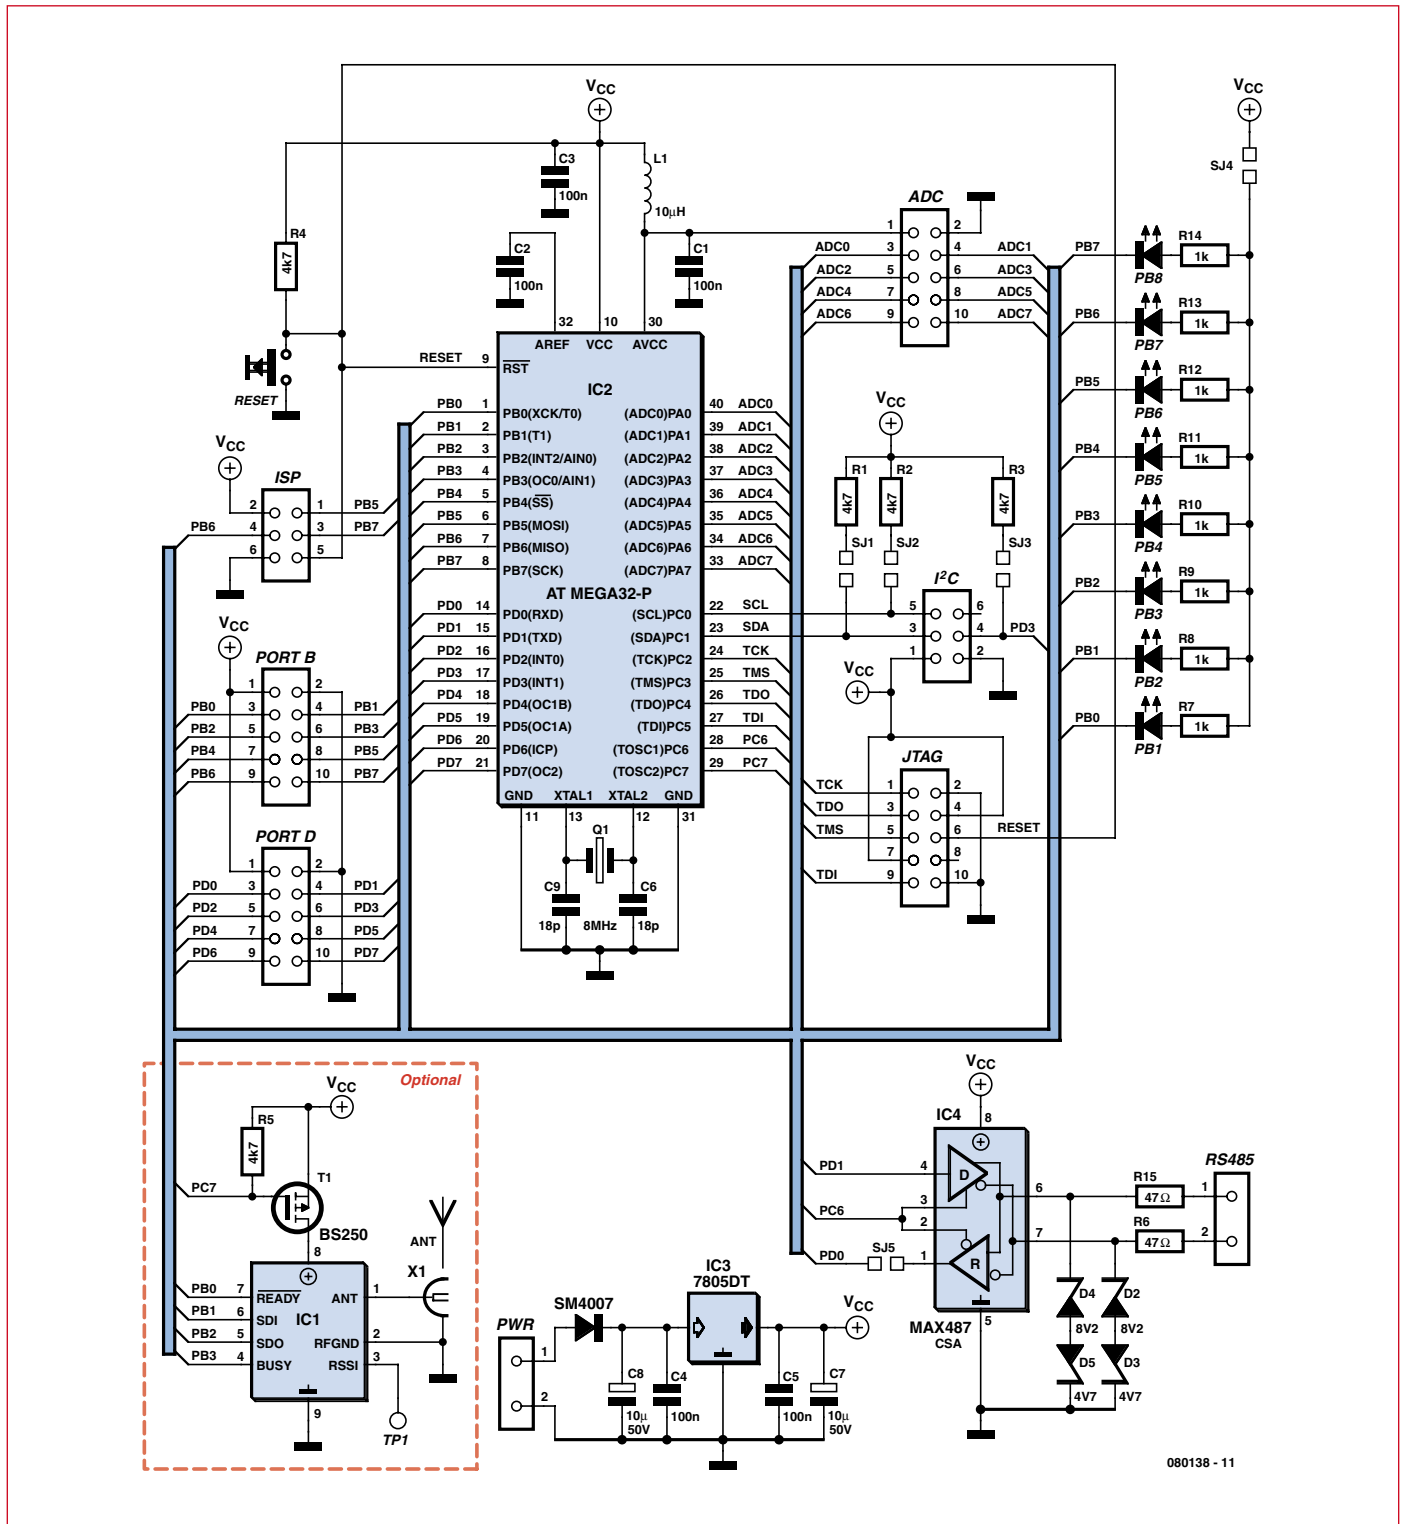 VCC
VCC
SJ4
C3
100n
L1
10µH
R4
4k7
C2
100n
C1
100n
ADC
1 2
ADC0 3 4 ADC1
ADC2 5 6 ADC3
ADC4 7 8 ADC5
ADC6 9 10 ADC7
PB7 PB8 R14 1k
PB6 PB7 R13 1k
PB5 PB6 R12 1k
PB4 PB5 R11 1k
PB3 PB4 R10 1k
PB2 PB3 R9 1k
PB1 PB2 R8 1k
PB0 PB1 R7 1k
RESET
32 10 30
AREF VCC AVCC
RESET 9 RST
IC2
PB0 1 PB0(XCK/T0) (ADC0)PA0 40 ADC0
PB1 2 PB1(T1) (ADC1)PA1 39 ADC1
PB2 3 PB2(INT2/AIN0) (ADC2)PA2 38 ADC2
PB3 4 PB3(OC0/AIN1) (ADC3)PA3 37 ADC3
PB4 5 PB4(SS) (ADC4)PA4 36 ADC4
PB5 6 PB5(MOSI) (ADC5)PA5 35 ADC5
PB6 7 PB6(MISO) (ADC6)PA6 34 ADC6
PB7 8 PB7(SCK) (ADC7)PA7 33 ADC7
AT MEGA32-P
PD0 14 PD0(RXD) (SCL)PC0 22 SCL
PD1 15 PD1(TXD) (SDA)PC1 23 SDA
PD2 16 PD2(INT0) (TCK)PC2 24 TCK
PD3 17 PD3(INT1) (TMS)PC3 25 TMS
PD4 18 PD4(OC1B) (TDO)PC4 26 TDO
PD5 19 PD5(OC1A) (TDI)PC5 27 TDI
PD6 20 PD6(ICP) (TOSC1)PC6 28 PC6
PD7 21 PD7(OC2) (TOSC2)PC7 29 PC7
GND XTAL1 XTAL2 GND
11 13 12 31
Q1
C9 C6
18p 8MHz 18p
VCC
ISP
2 1 PB5
PB6 4 3 PB7
6 5
VCC
PORT B
1 2
PB0 3 4 PB1
PB2 5 6 PB3
PB4 7 8 PB5
PB6 9 10 PB7
PORT D
1 2
PD0 3 4 PD1
PD2 5 6 PD3
PD4 7 8 PD5
PD6 9 10 PD7
VCC
R1 R2 R3
4k7 4k7 4k7
SJ1 SJ2 SJ3
I2C
5 6
3 4 PD3
1 2
VCC
JTAG
TCK 1 2
TDO 3 4
TMS 5 6 RESET
7 8
TDI 9 10
Optional
VCC
R5
4k7
T1
PC7
BS250
ANT
X1
8
PB0 7 READY ANT 1
PB1 6 SDI IC1
PB2 5 SDO RFGND 2
PB3 4 BUSY RSSI 3
9
TP1
PWR
1
2
SM4007
IC3
7805DT
VCC
C8
10µ
50V
C4
100n
C5
100n
C7
10µ
50V
VCC
IC4
8
PD1 4 D
PC6 3
2
PD0 SJ5 1 R
6
7
5
MAX487
CSA
R15
47Ω
R6
47Ω
RS485
1
2
D4 D2
8V2 8V2
D5 D3
4V7 4V7
080138 - 11